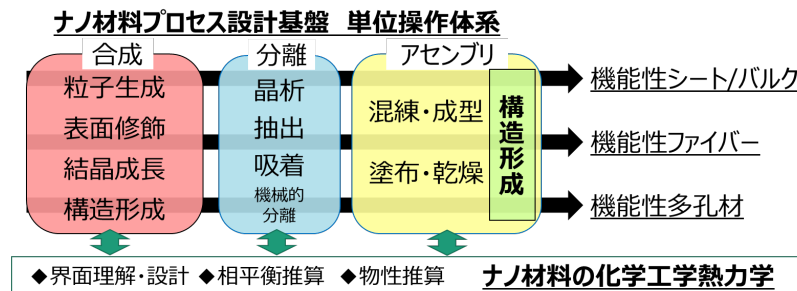 ナノ材料プロセス設計基盤 単位操作体系
合成
粒子生成
表面修飾
結晶成長
構造形成
分離
晶析
抽出
吸着
機械的
分離
アセンブリ
混練・成型
塗布・乾燥
構造形成
機能性シート/バルク
機能性ファイバー
機能性多孔材
◆界面理解・設計 ◆相平衡推算 ◆物性推算 ナノ材料の化学工学熱力学